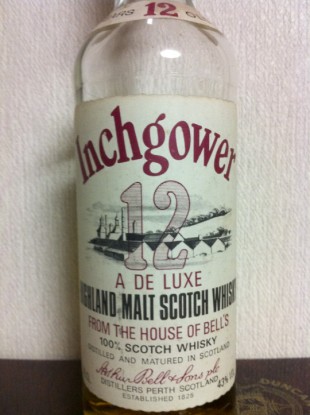 12
Inchgower
12
A DE LUXE
HIGHLAND MALT SCOTCH WHISKY
FROM THE HOUSE OF BELL'S
100% SCOTCH WHISKY
DISTILLED AND MATURED IN SCOTLAND
Arthur Bell & Sons plc
DISTILLERS PERTH SCOTLAND
43%
ESTABLISHED 1825